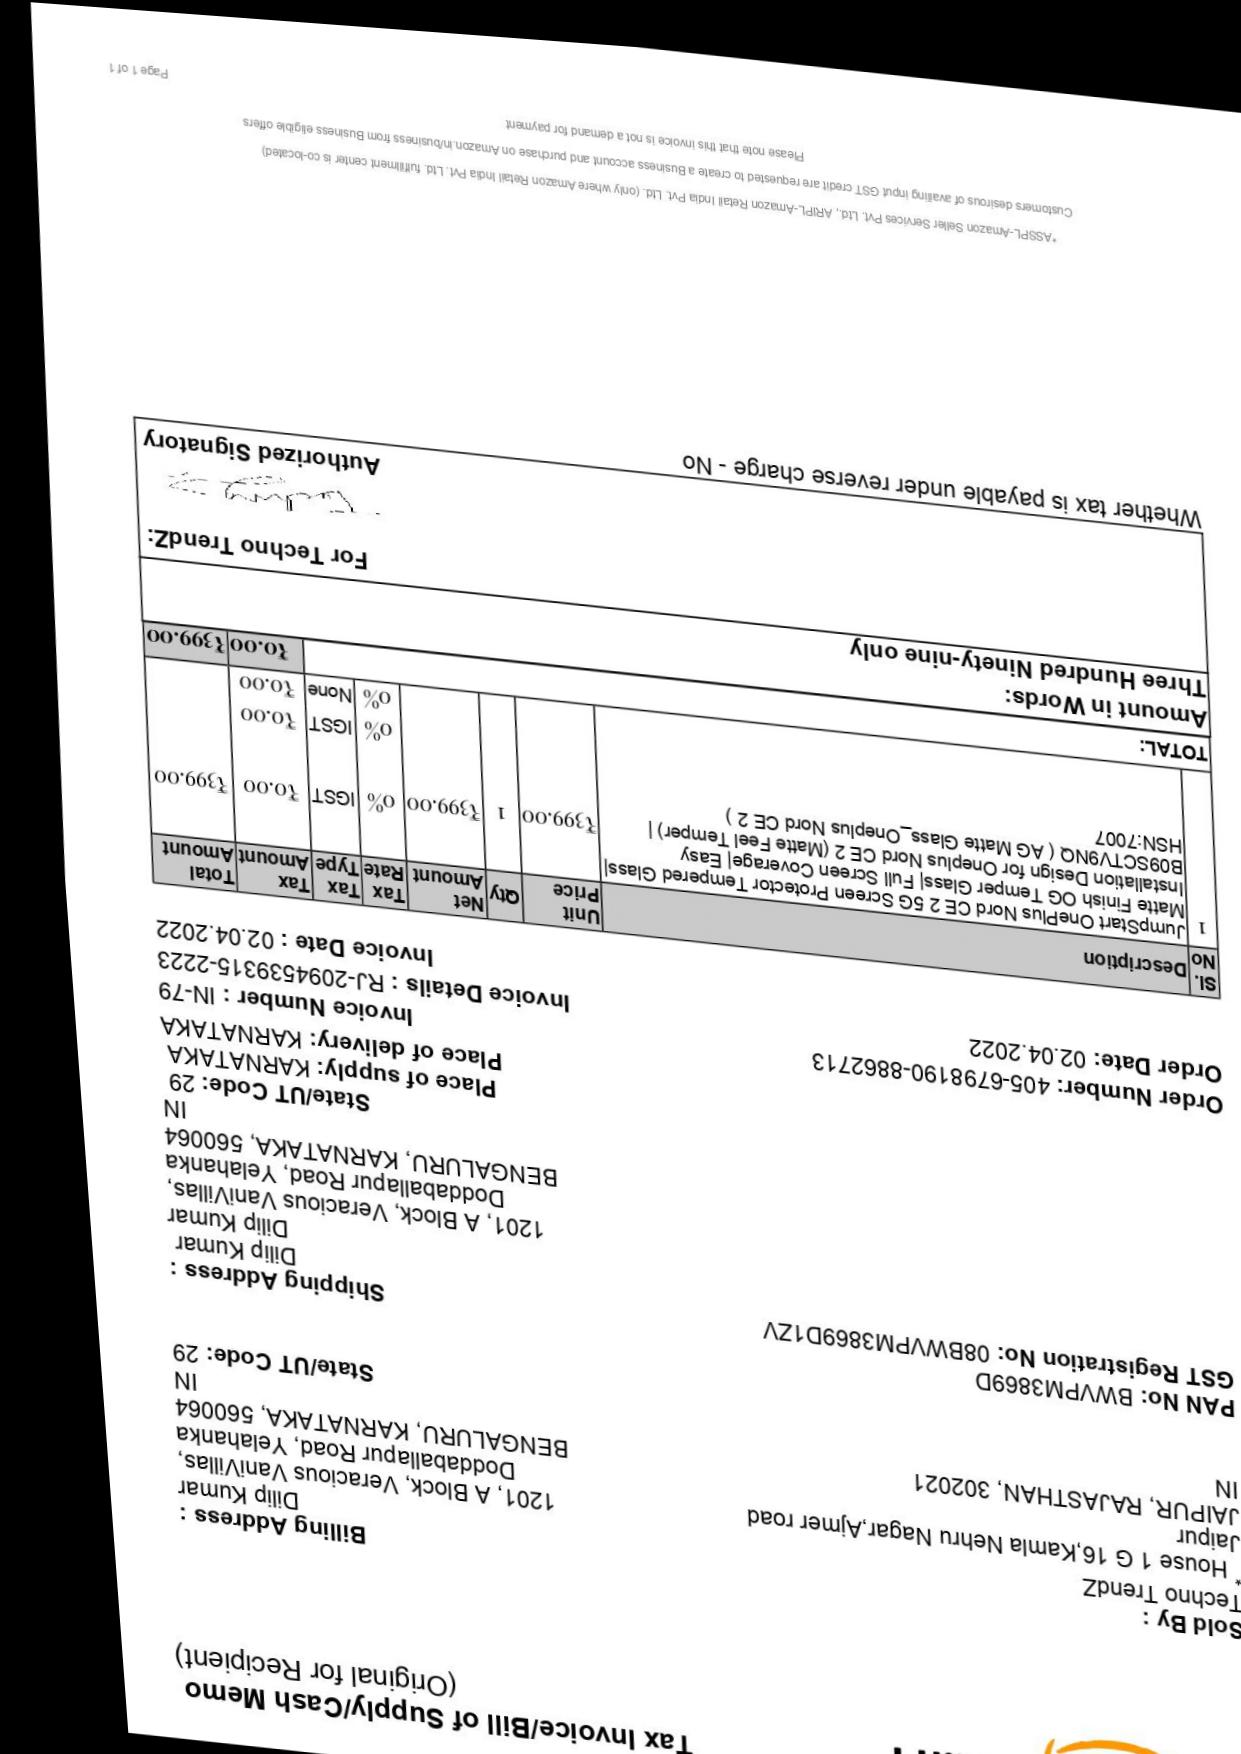 Tax Invoice/Bill of Supply/Cash Memo
(Original for Recipient)
Sold By :
Techno TrendZ
* House 1 G 16,Kamla Nehru Nagar,Ajmer road
Jaipur
JAIPUR, RAJASTHAN, 302021
IN
Billing Address :
Dilip Kumar
1201, A Block, Veracious VaniVillas,
Doddaballapur Road, Yelahanka
BENGALURU, KARNATAKA, 560064
IN
State/UT Code: 29
PAN No: BWVPM3869D
GST Registration No: 08BWVPM3869D1ZV
Shipping Address :
Dilip Kumar
Dilip Kumar
1201, A Block, Veracious VaniVillas,
Doddaballapur Road, Yelahanka
BENGALURU, KARNATAKA, 560064
IN
State/UT Code: 29
Place of supply: KARNATAKA
Place of delivery: KARNATAKA
Order Number: 405-6798190-8862713
Order Date: 02.04.2022
Invoice Number : IN-79
Invoice Details : RJ-2094539315-2223
Invoice Date : 02.04.2022
Sl. No Description Unit Price Qty Net Amount Tax Rate Tax Type Tax Amount Total Amount
1 JumpStart OnePlus Nord CE 2 5G Screen Protector Tempered Glass|
Matte Finish OG Temper Glass| Full Screen Coverage| Easy
Installation Design for Oneplus Nord CE 2 (Matte Feel Temper) |
B09SCTV9NQ ( AG Matte Glass_Oneplus Nord CE 2 )
HSN:7007
₹399.00 1 ₹399.00 0% IGST ₹0.00 ₹399.00
0% IGST ₹0.00
0% None ₹0.00
TOTAL: ₹0.00 ₹399.00
Amount in Words:
Three Hundred Ninety-nine only
For Techno TrendZ:
Authorized Signatory
Whether tax is payable under reverse charge - No
*ASSPL-Amazon Seller Services Pvt. Ltd., ARIPL-Amazon Retail India Pvt. Ltd. (only where Amazon Retail India Pvt. Ltd. fulfillment center is co-located)
Customers desirous of availing input GST credit are requested to create a Business account and purchase on Amazon.in/business from Business eligible offers
Please note that this invoice is not a demand for payment
Page 1 of 1